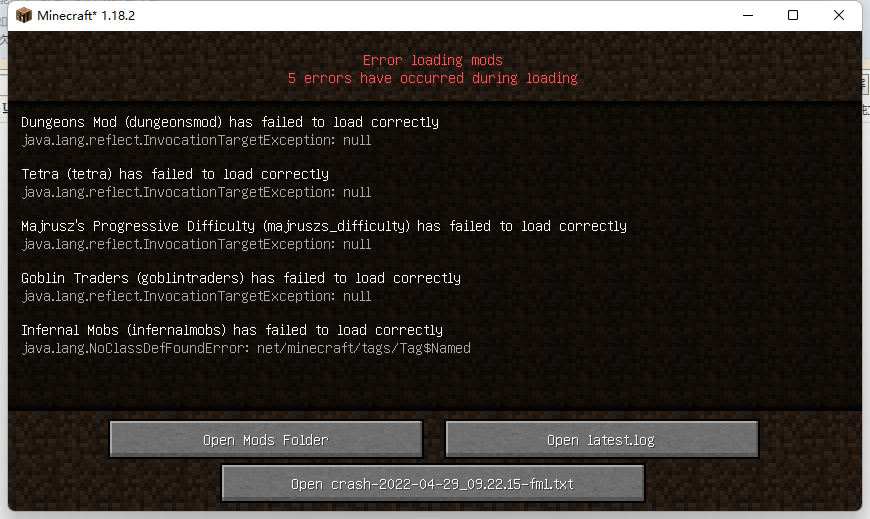 Minecraft* 1.18.2
Error loading mods
5 errors have occurred during loading
Dungeons Mod (dungeonsmod) has failed to load correctly
java.lang.reflect.InvocationTargetException: null
Tetra (tetra) has failed to load correctly
java.lang.reflect.InvocationTargetException: null
Majrusz's Progressive Difficulty (majruszs_difficulty) has failed to load correctly
java.lang.reflect.InvocationTargetException: null
Goblin Traders (goblintraders) has failed to load correctly
java.lang.reflect.InvocationTargetException: null
Infernal Mobs (infernalmobs) has failed to load correctly
java.lang.NoClassDefFoundError: net/minecraft/tags/Tag$Named
Open Mods Folder
Open latest.log
Open crash-2022-04-29_09.22.15-fml.txt